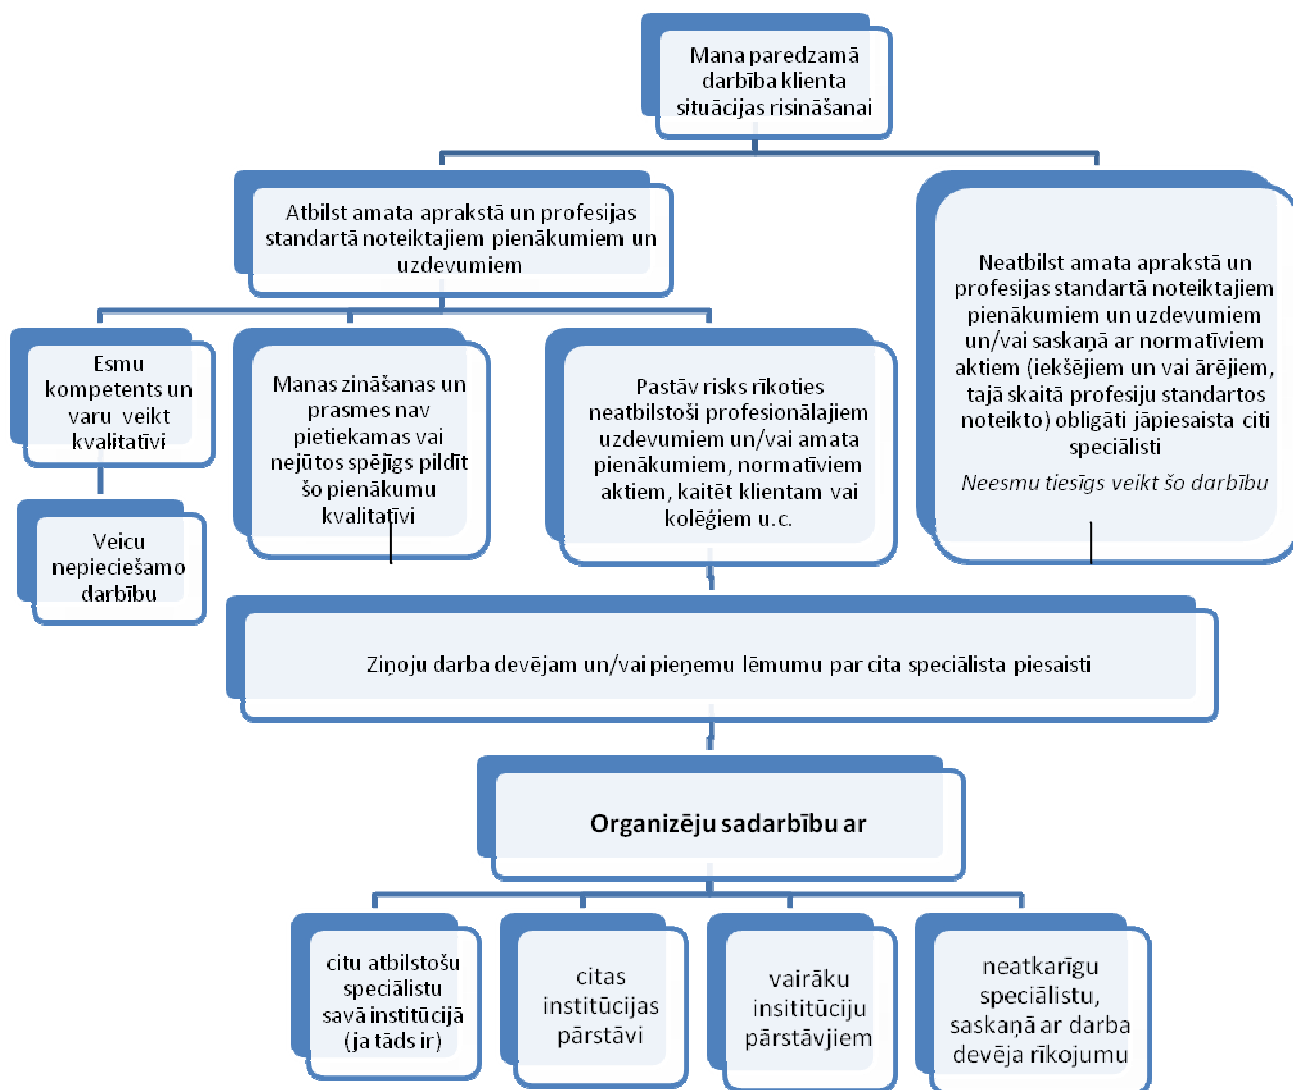 Mana paredzamā
darbība klienta
situācijas risināšanai
Atbilst amata aprakstā un profesijas
standartā noteiktajiem pienākumiem un
uzdevumiem
Neatbilst amata aprakstā un
profesijas standartā noteiktajiem
pienākumiem un uzdevumiem
un/vai saskaņā ar normatīviem
aktiem (iekšējiem un vai ārējiem,
tajā skaitā profesiju standartos
noteikto) obligāti jāpiesaista citi
speciālisti
Neesmu tiesīgs veikt šo darbību
Esmu
kompetents un
varu veikt
kvalitatīvi
Manas zināšanas un
prasmes nav
pietiekamas vai
nejūtos spējīgs pildīt
šo pienākumu
kvalitatīvi
Pastāv risks rīkoties
neatbilstoši profesionālajiem
uzdevumiem un/vai amata
pienākumiem, normatīviem
aktiem, kaitēt klientam vai
kolēģiem u.c.
Veicu
nepieciešamo
darbību
Ziņoju darba devējam un/vai pieņemu lēmumu par cita speciālista piesaisti
Organizēju sadarbību ar
citu atbilstošu
speciālistu
savā institūcijā
(ja tāds ir)
citas
institūcijas
pārstāvi
vairāku
insititūciju
pārstāvjiem
neatkarīgu
speciālistu,
saskaņā ar darba
devēja rīkojumu